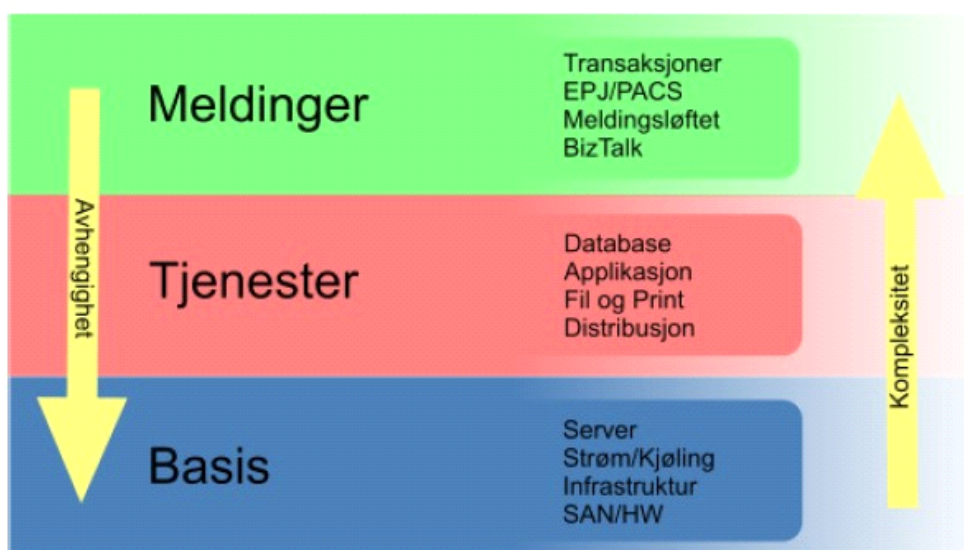 Meldinger
Transaksjoner
EPJ/PACS
Meldingsløftet
BizTalk
Avhengighet
Tjenester
Database
Applikasjon
Fil og Print
Distribusjon
Kompleksitet
Basis
Server
Strøm/Kjøling
Infrastruktur
SAN/HW